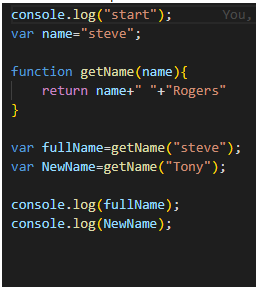 console.log("start");     You,
var name="steve";
function getName(name){
    return name+" "+"Rogers"
}
var fullName=getName("steve");
var NewName=getName("Tony");
console.log(fullName);
console.log(NewName);